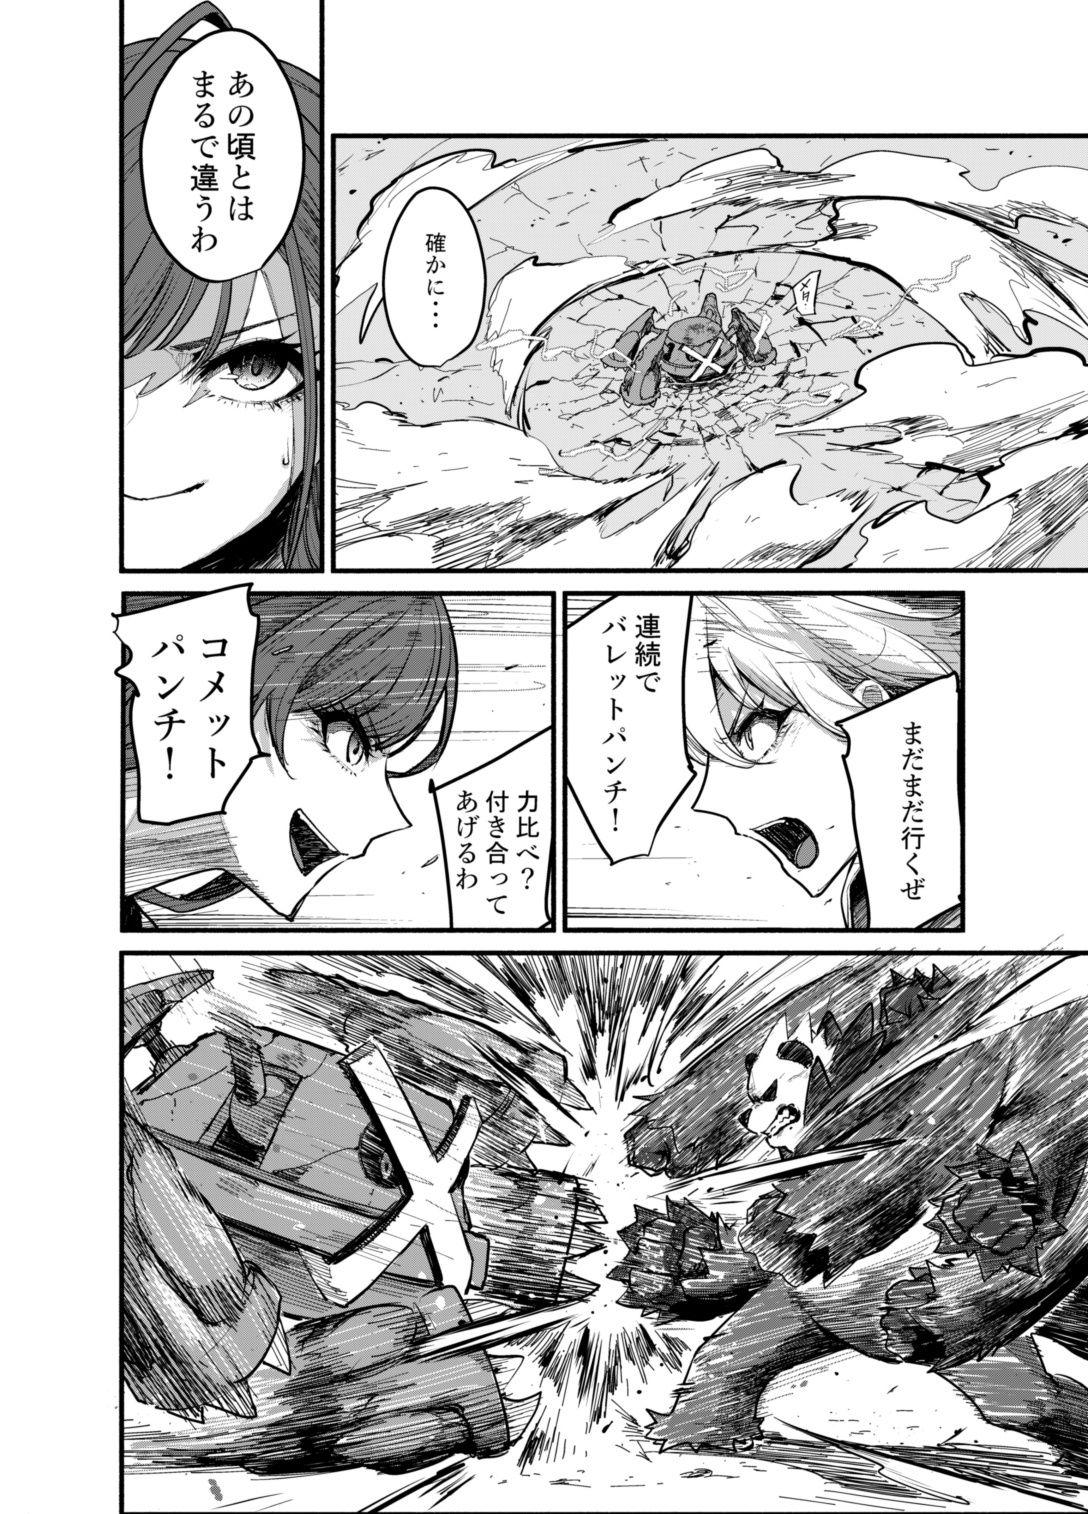 確かに・・・
メタ・
あの頃とは
まるで違うわ
まだまだ行くぜ
連続で
バレットパンチ！
力比べ？
付き合って
あげるわ
コメット
パンチ！